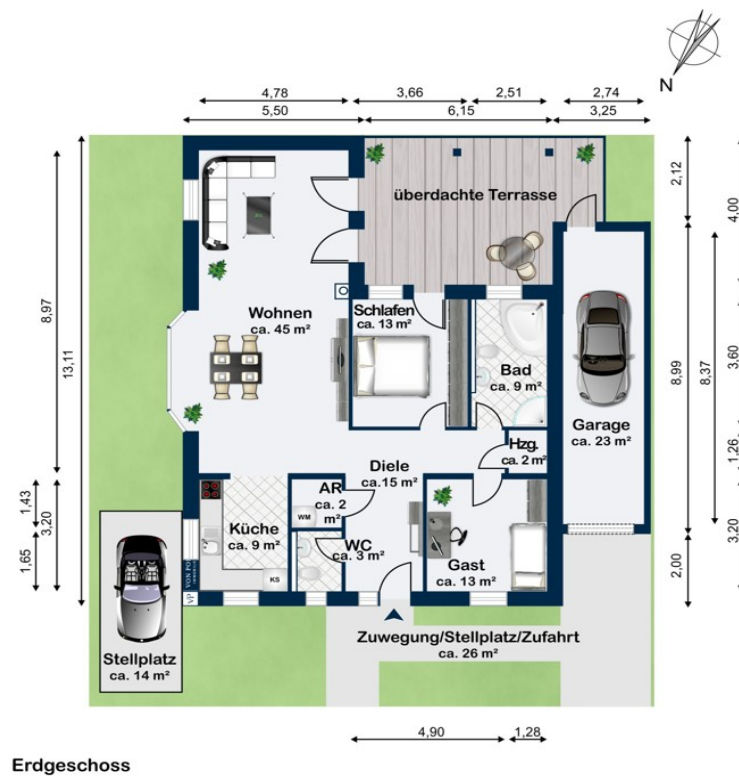 N
4,78 3,66 2,51 2,74
5,50 6,15 3,25
überdachte Terrasse
2,12
4,00
Wohnen
ca. 45 m²
Schlafen
ca. 13 m²
Bad
ca. 9 m²
8,97
13,11
8,99
8,37
3,60
Garage
ca. 23 m²
Hzg.
ca. 2 m²
1,26
Diele
ca.15 m²
AR
ca. 2
m²
WM
1,43
3,20
1,65
Küche
ca. 9 m²
KS
WC
ca. 3 m²
Gast
ca. 13 m²
3,20
2,00
VP
VON PO
Stellplatz
ca. 14 m²
Zuwegung/Stellplatz/Zufahrt
ca. 26 m²
4,90 1,28
Erdgeschoss